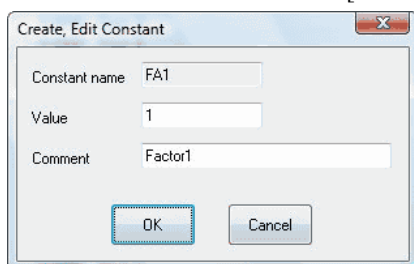 Create, Edit Constant
Constant name FA1
Value 1
Comment Factor1
OK Cancel